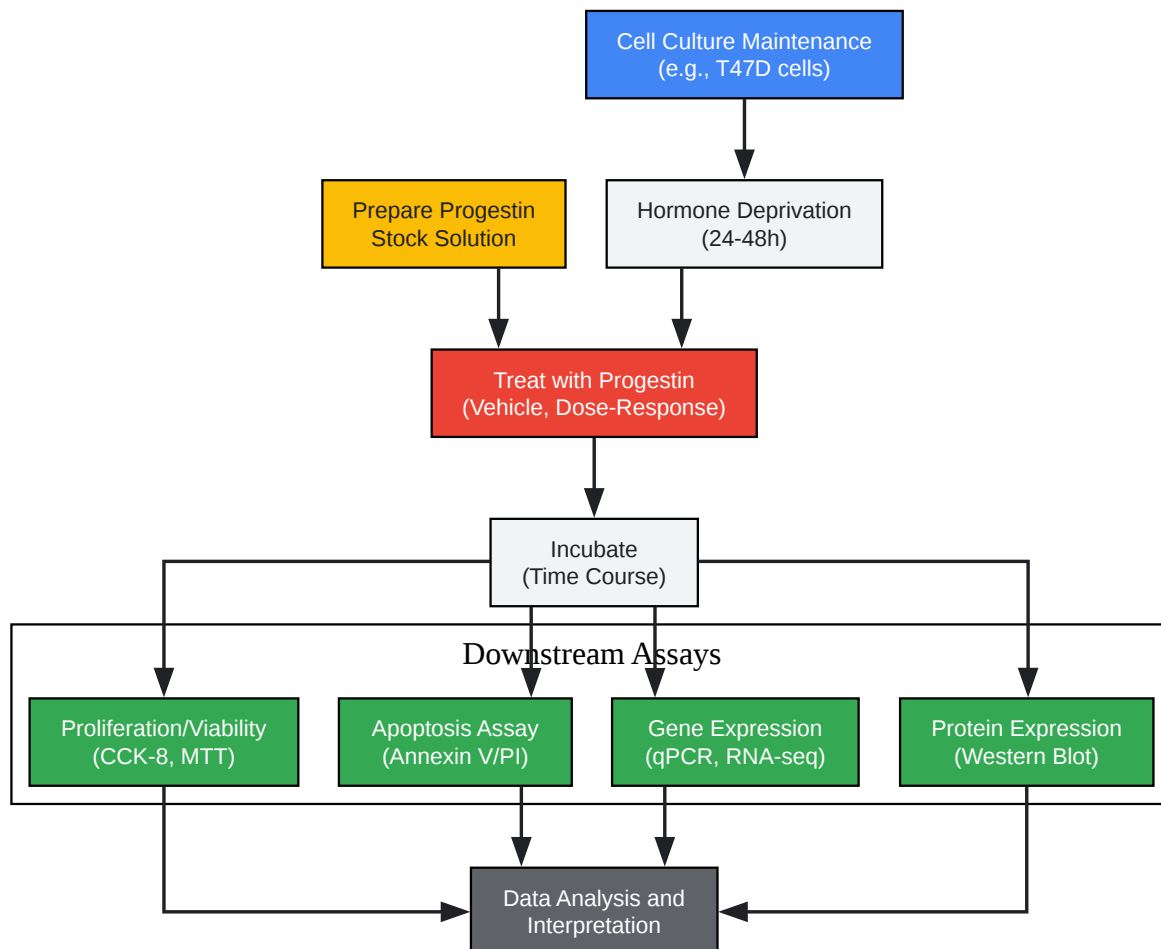 Cell Culture Maintenance
(e.g., T47D cells)
Prepare Progestin
Stock Solution
Hormone Deprivation
(24-48h)
Treat with Progestin
(Vehicle, Dose-Response)
Incubate
(Time Course)
Downstream Assays
Proliferation/Viability
(CCK-8, MTT)
Apoptosis Assay
(Annexin V/PI)
Gene Expression
(qPCR, RNA-seq)
Protein Expression
(Western Blot)
Data Analysis and
Interpretation